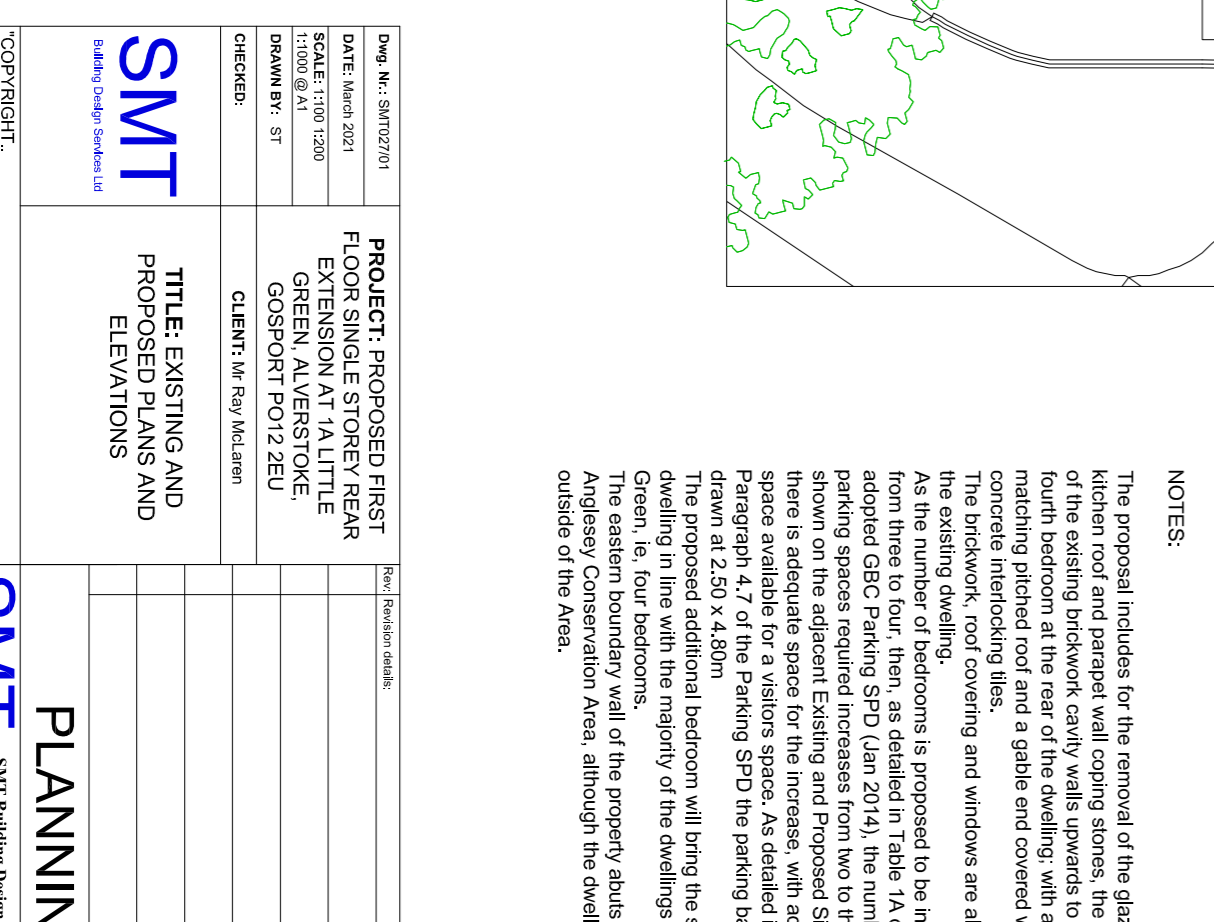 NOTES:
The proposal includes for the removal of the
kitchen roof and parapet wall coping stones, the
of the existing brickwork cavity walls upwards to
fourth bedroom at the rear of the dwelling; with a
matching pitched roof and a gable end covered
concrete interlocking tiles.
The brickwork, roof covering and windows are
the existing dwelling.
As the number of bedrooms is proposed to be
from three to four, then, as detailed in Table 1A
adopted GBC Parking SPD (Jan 2014), the
parking spaces required increases from two to
shown on the adjacent Existing and Proposed
there is adequate space for the increase, with
space available for a visitors space. As detailed
Paragraph 4.7 of the Parking SPD the parking
drawn at 2.50 x 4.80m
The proposed additional bedroom will bring the
dwelling in line with the majority of the dwellings
Green, ie, four bedrooms.
The eastern boundary wall of the property abuts
Anglesey Conservation Area, although the
outside of the Area.
Dwg. Nr.: SMT027/01
DATE: March 2021
SCALE: 1:100 1:200
1:1000 @ A1
DRAWN BY: ST
CHECKED:
SMT
Building Design Services Ltd
PROJECT: PROPOSED FIRST
FLOOR SINGLE STOREY REAR
EXTENSION AT 1A LITTLE
GREEN, ALVERSTOKE,
GOSPORT PO12 2EU
CLIENT: Mr Ray McLaren
TITLE: EXISTING AND
PROPOSED PLANS AND
ELEVATIONS
Rev: Revision details:
"COPYRIGHT..
SMT
SMT Building Design